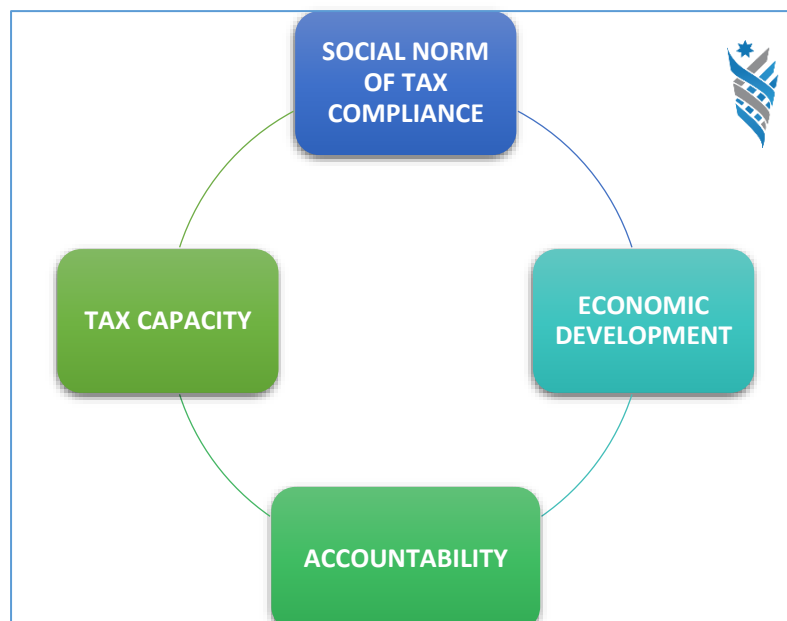 SOCIAL NORM
OF TAX
COMPLIANCE
TAX CAPACITY
ECONOMIC
DEVELOPMENT
ACCOUNTABILITY